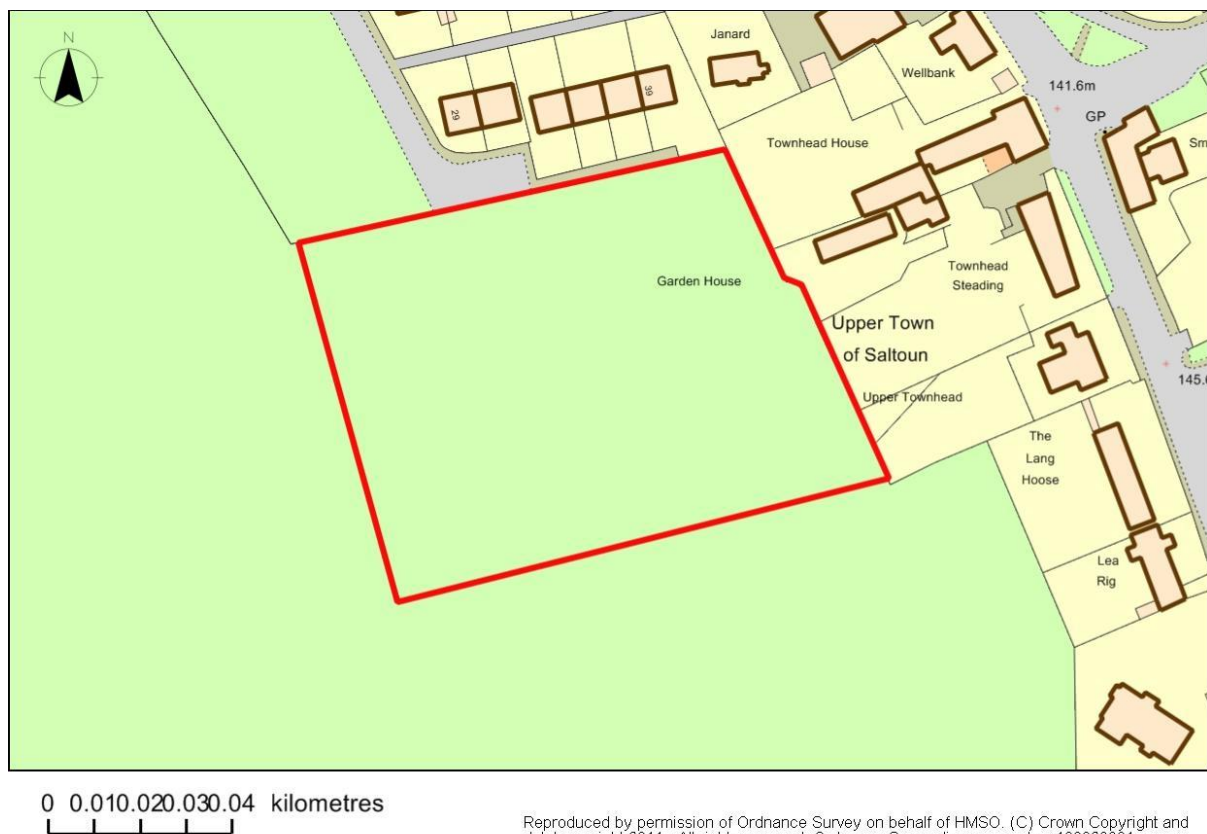 N
Janard
Wellbank
141.6m
GP
29
39
Townhead House
Sm
Garden House
Townhead
Steading
Upper Town
of Saltoun
145.
Upper Townhead
The
Lang
Hoose
Lea
Rig
0 0.010.020.030.04 kilometres
Reproduced by permission of Ordnance Survey on behalf of HMSO. (C) Crown Copyright and